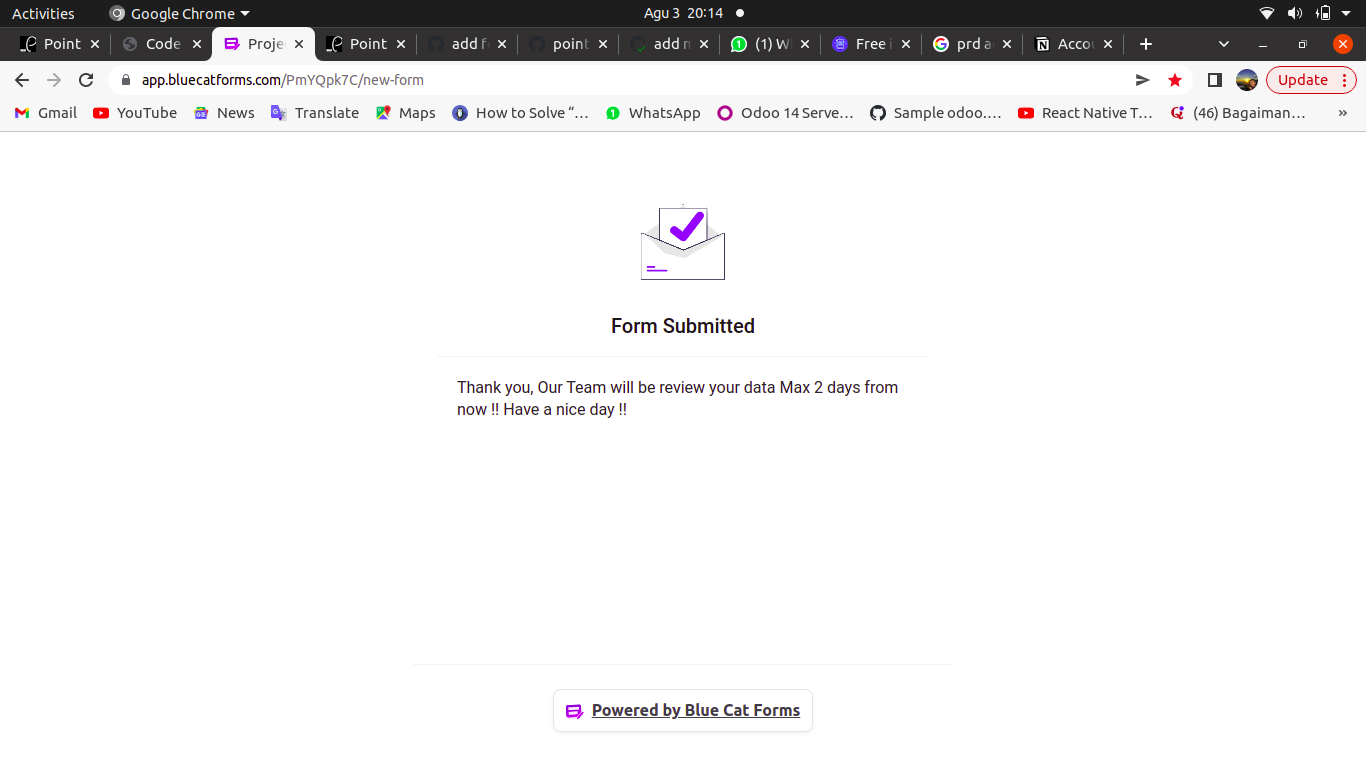 Activities
Google Chrome
Agu 3 20:14
Point
Code
Proje
Point
add f
point
add m
(1) W
Free i
prd a
Accou
app.bluecatforms.com/PmYQpk7C/new-form
Update
Gmail
YouTube
News
Translate
Maps
How to Solve “…
WhatsApp
Odoo 14 Serve…
Sample odoo.…
React Native T…
(46) Bagaiman…
»
Form Submitted
Thank you, Our Team will be review your data Max 2 days from
now !! Have a nice day !!
Powered by Blue Cat Forms